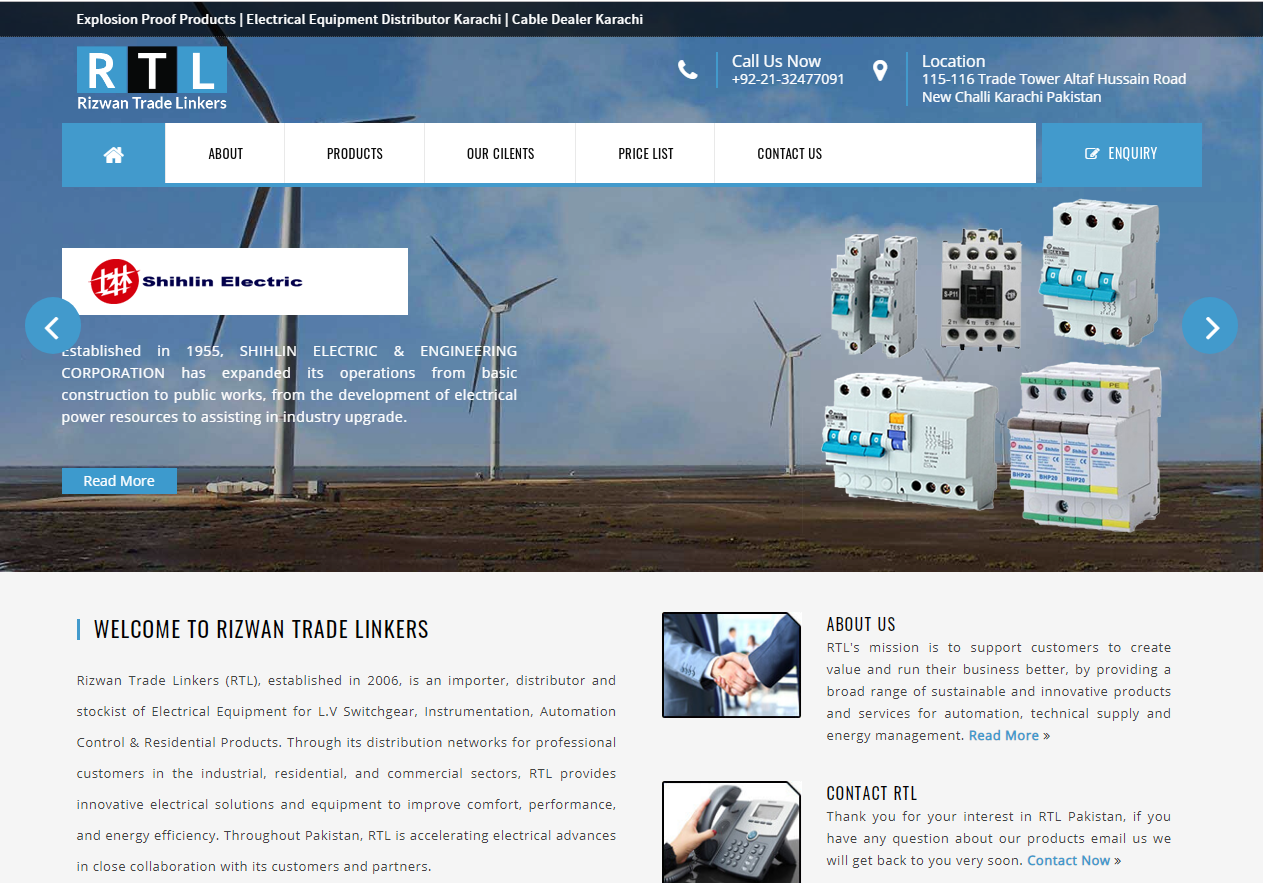 Explosion Proof Products | Electrical Equipment Distributor Karachi | Cable Dealer Karachi
RTL
Rizwan Trade Linkers
Call Us Now
+92-21-32477091
Location
115-116 Trade Tower Altaf Hussain Road
New Challi Karachi Pakistan
ABOUT
PRODUCTS
OUR CILENTS
PRICE LIST
CONTACT US
ENQUIRY
Shihlin Electric
Established in 1955, SHIHLIN ELECTRIC & ENGINEERING
CORPORATION has expanded its operations from basic
construction to public works, from the development of electrical
power resources to assisting in industry upgrade.
Read More
N
N
S-P11
TEST
L1 L2 L3 PE
BHP20 BHP20 BHP20
N
WELCOME TO RIZWAN TRADE LINKERS
Rizwan Trade Linkers (RTL), established in 2006, is an importer, distributor and
stockist of Electrical Equipment for L.V Switchgear, Instrumentation, Automation
Control & Residential Products. Through its distribution networks for professional
customers in the industrial, residential, and commercial sectors, RTL provides
innovative electrical solutions and equipment to improve comfort, performance,
and energy efficiency. Throughout Pakistan, RTL is accelerating electrical advances
in close collaboration with its customers and partners.
ABOUT US
RTL's mission is to support customers to create
value and run their business better, by providing a
broad range of sustainable and innovative products
and services for automation, technical supply and
energy management. Read More »
CONTACT RTL
Thank you for your interest in RTL Pakistan, if you
have any question about our products email us we
will get back to you very soon. Contact Now »